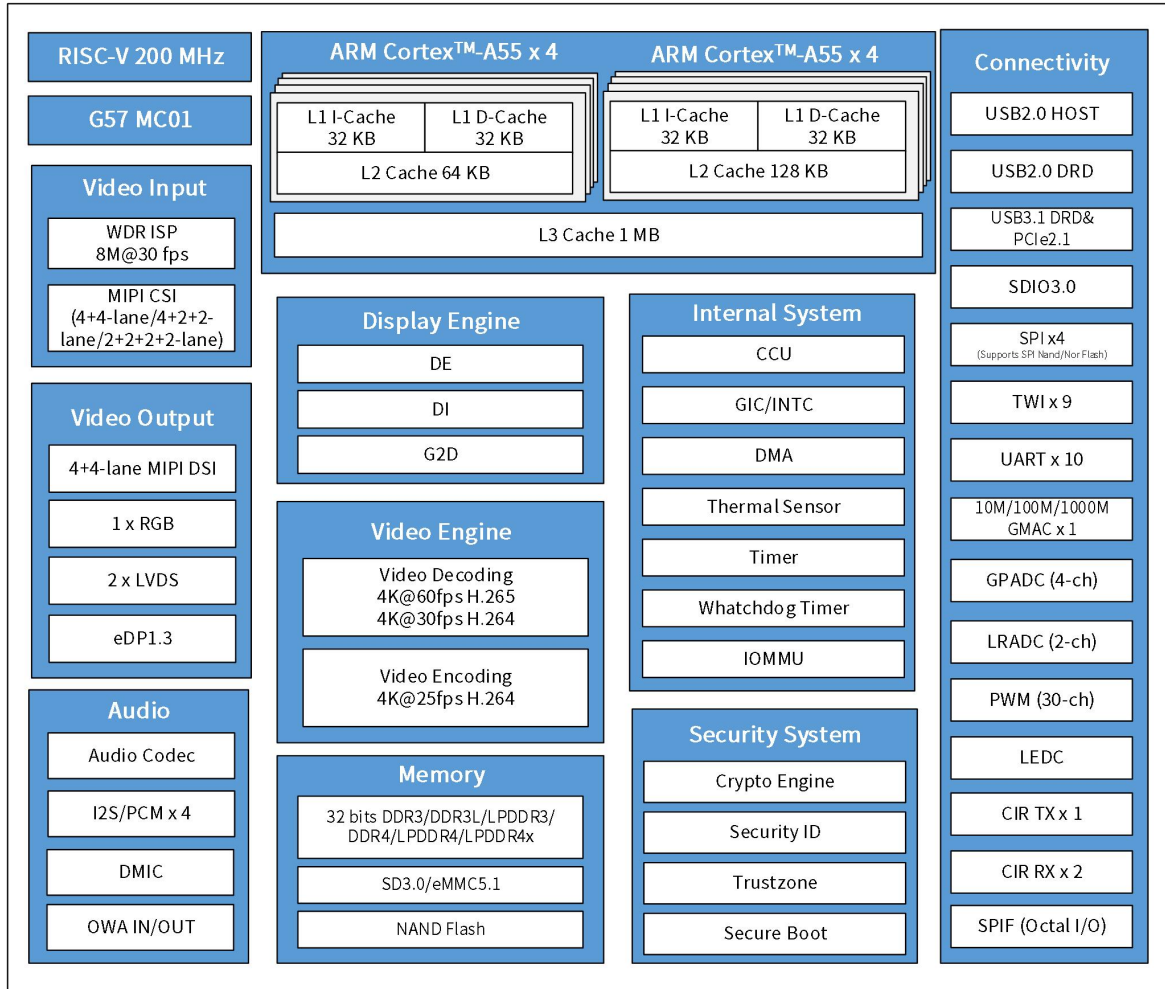 RISC-V 200 MHz
G57 MC01
Video Input
WDR ISP
8M@30 fps
MIPI CSI
(4+4-lane/4+2+2-
lane/2+2+2+2-lane)
Video Output
4+4-lane MIPI DSI
1 x RGB
2 x LVDS
eDP1.3
Audio
Audio Codec
I2S/PCM x 4
DMIC
OWA IN/OUT
ARM Cortex™-A55 x 4
L1 I-Cache
32 KB
L1 D-Cache
32 KB
L2 Cache 64 KB
ARM Cortex™-A55 x 4
L1 I-Cache
32 KB
L1 D-Cache
32 KB
L2 Cache 128 KB
L3 Cache 1 MB
Display Engine
DE
DI
G2D
Video Engine
Video Decoding
4K@60fps H.265
4K@30fps H.264
Video Encoding
4K@25fps H.264
Memory
32 bits DDR3/DDR3L/LPDDR3/
DDR4/LPDDR4/LPDDR4x
SD3.0/eMMC5.1
NAND Flash
Internal System
CCU
GIC/INTC
DMA
Thermal Sensor
Timer
Whatchdog Timer
IOMMU
Security System
Crypto Engine
Security ID
Trustzone
Secure Boot
Connectivity
USB2.0 HOST
USB2.0 DRD
USB3.1 DRD&
PCIe2.1
SDIO3.0
SPI x4
(Supports SPI Nand/Nor Flash)
TWI x 9
UART x 10
10M/100M/1000M
GMAC x 1
GPADC (4-ch)
LRADC (2-ch)
PWM (30-ch)
LEDC
CIR TX x 1
CIR RX x 2
SPIF (Octal I/O)